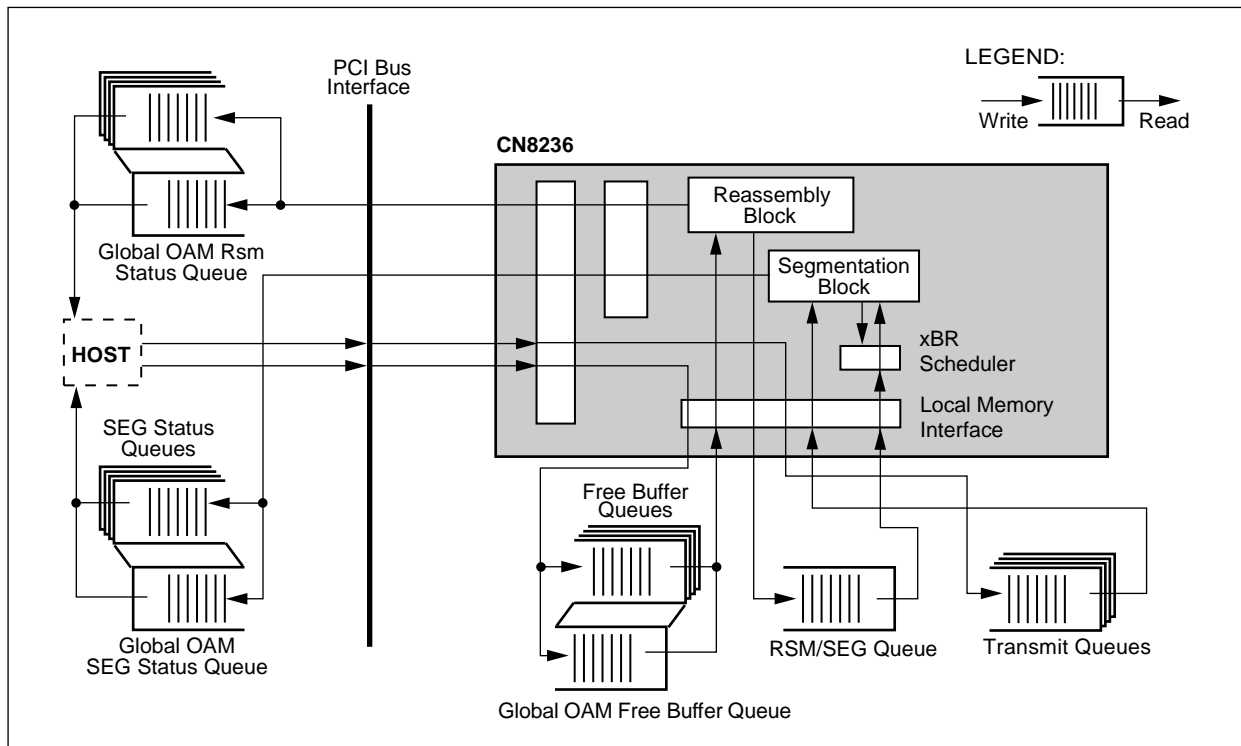 PCI Bus
Interface
LEGEND:
Write
Read
CN8236
Reassembly
Block
Global OAM Rsm
Status Queue
Segmentation
Block
HOST
xBR
Scheduler
Local Memory
Interface
SEG Status
Queues
Free Buffer
Queues
Global OAM
SEG Status Queue
RSM/SEG Queue
Transmit Queues
Global OAM Free Buffer Queue